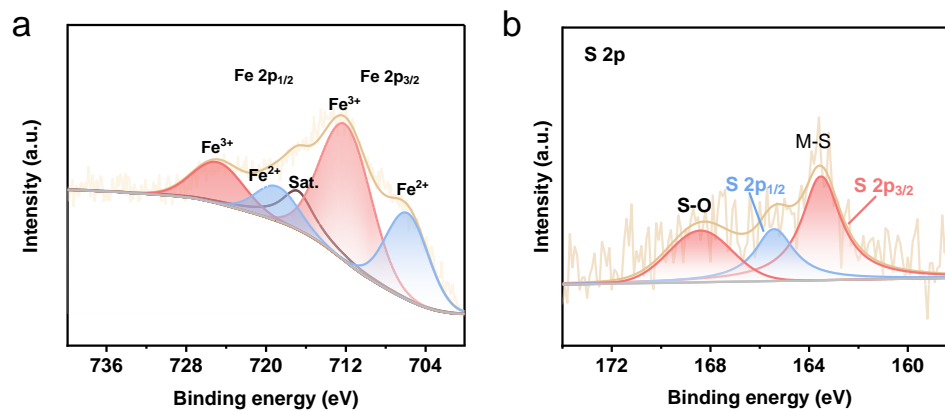 a
Fe 2p1/2
Fe 2p3/2
Fe³⁺
Fe³⁺
Fe²⁺
Sat.
Fe²⁺
Intensity (a.u.)
736
728
720
712
704
Binding energy (eV)
b
S 2p
M-S
S-O
S 2p1/2
S 2p3/2
Intensity (a.u.)
172
168
164
160
Binding energy (eV)